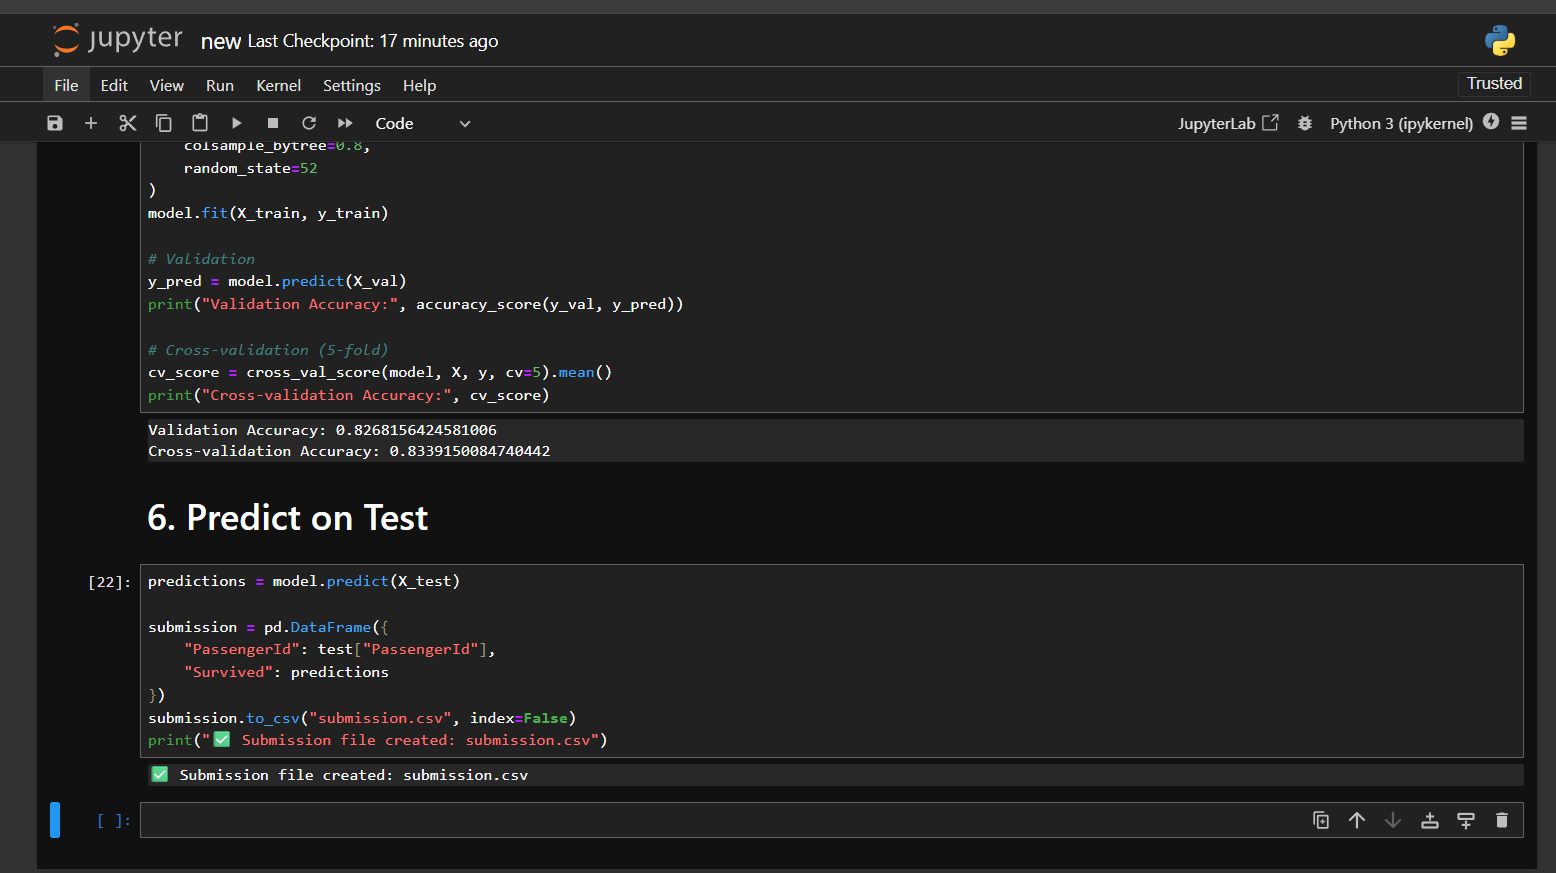 jupyter new Last Checkpoint: 17 minutes ago
File Edit View Run Kernel Settings Help Trusted
Code JupyterLab Python 3 (ipykernel)
colsample_bytree=0.8,
random_state=52
)
model.fit(X_train, y_train)
# Validation
y_pred = model.predict(X_val)
print("Validation Accuracy:", accuracy_score(y_val, y_pred))
# Cross-validation (5-fold)
cv_score = cross_val_score(model, X, y, cv=5).mean()
print("Cross-validation Accuracy:", cv_score)
Validation Accuracy: 0.8268156424581006
Cross-validation Accuracy: 0.8339150084740442
6. Predict on Test
[22]: predictions = model.predict(X_test)
submission = pd.DataFrame({
"PassengerId": test["PassengerId"],
"Survived": predictions
})
submission.to_csv("submission.csv", index=False)
print("✅ Submission file created: submission.csv")
✅ Submission file created: submission.csv
[ ]: